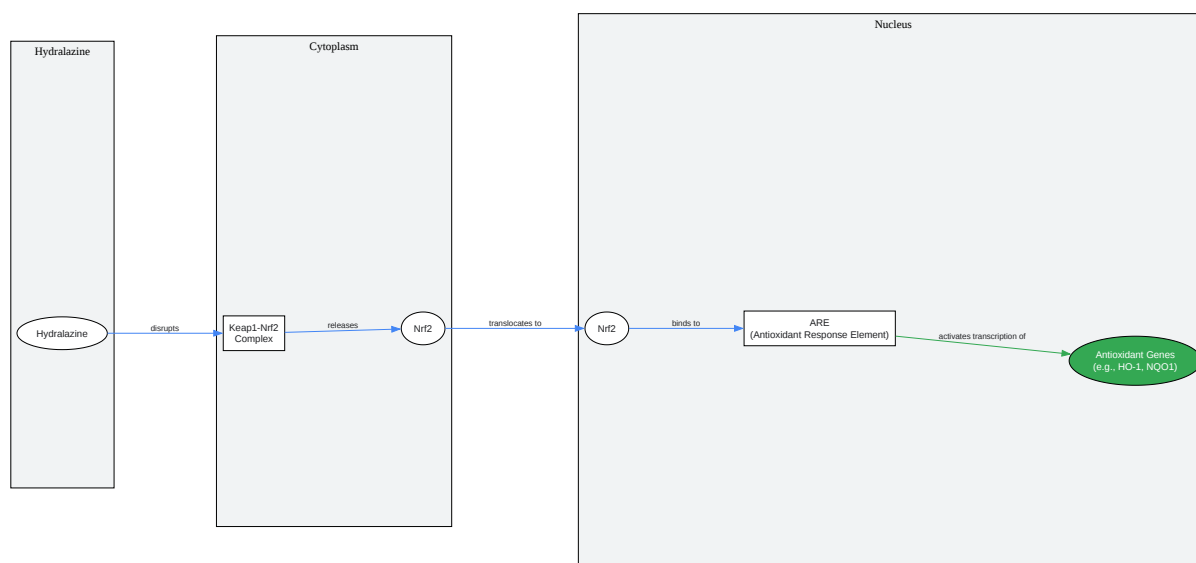 Hydralazine
Cytoplasm
Nucleus
Hydralazine
disrupts
Keap1-Nrf2
Complex
releases
Nrf2
translocates to
Nrf2
binds to
ARE
(Antioxidant Response Element)
activates transcription of
Antioxidant Genes
(e.g., HO-1, NQO1)